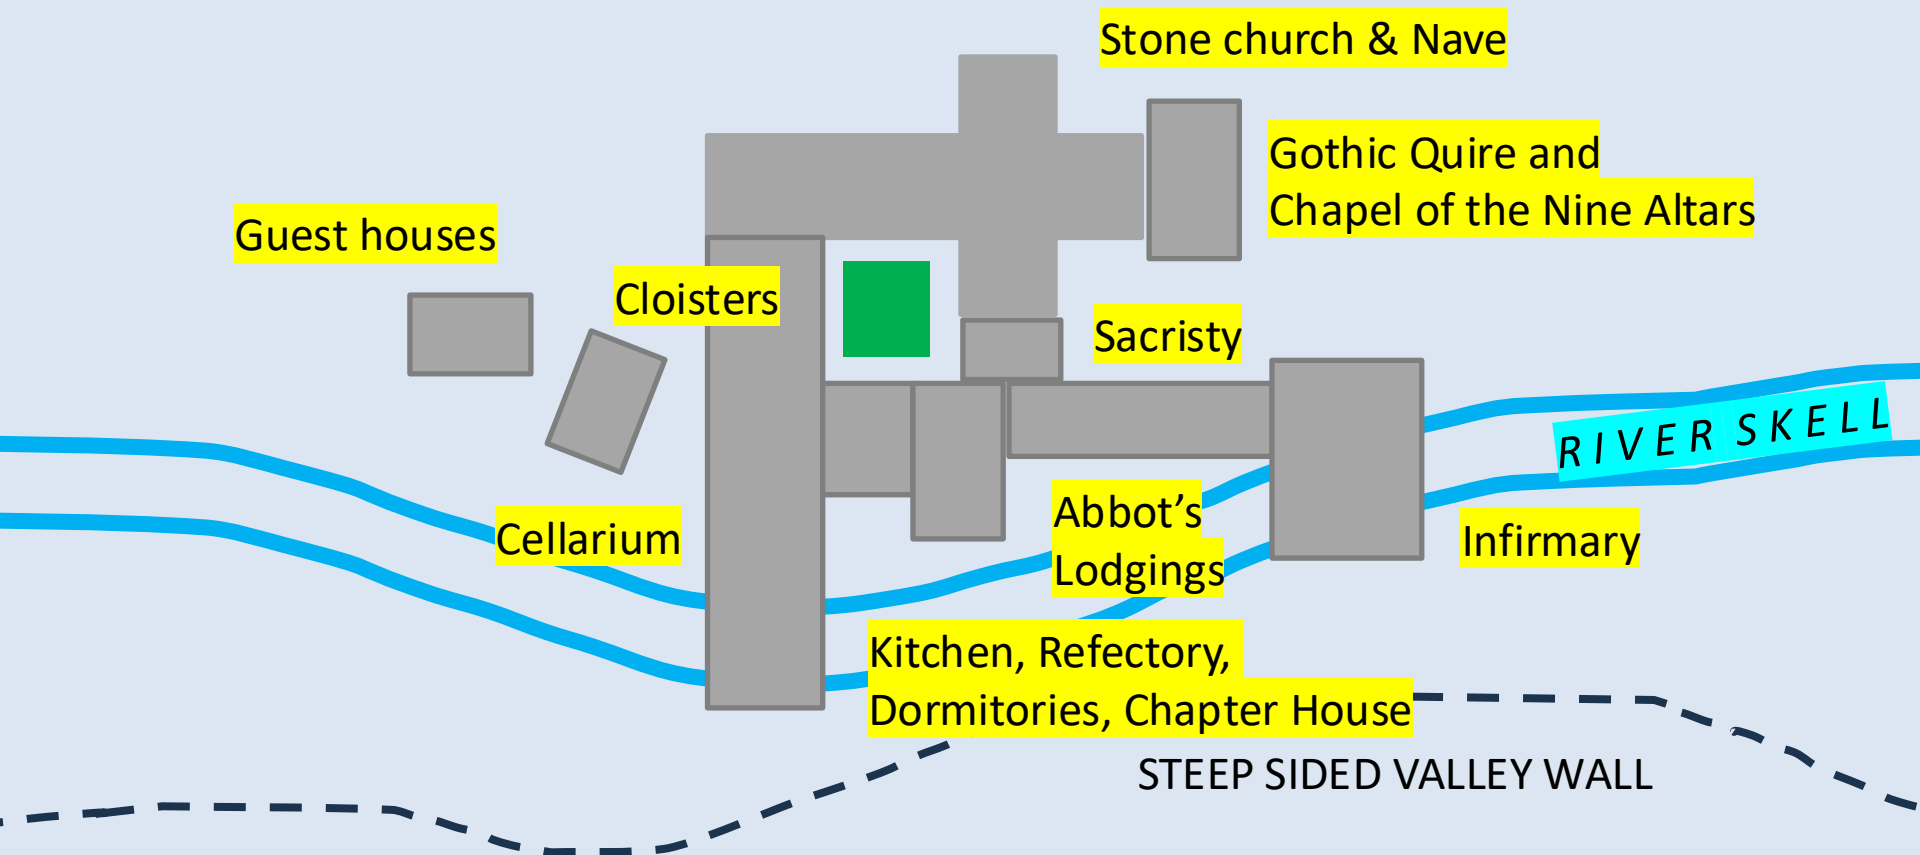 Stone church & Nave
Gothic Quire and
Chapel of the Nine Altars
Guest houses
Cloisters
Sacristy
RIVER SKELL
Abbot’s
Lodgings
Cellarium
Infirmary
Kitchen, Refectory,
Dormitories, Chapter House
STEEP SIDED VALLEY WALL